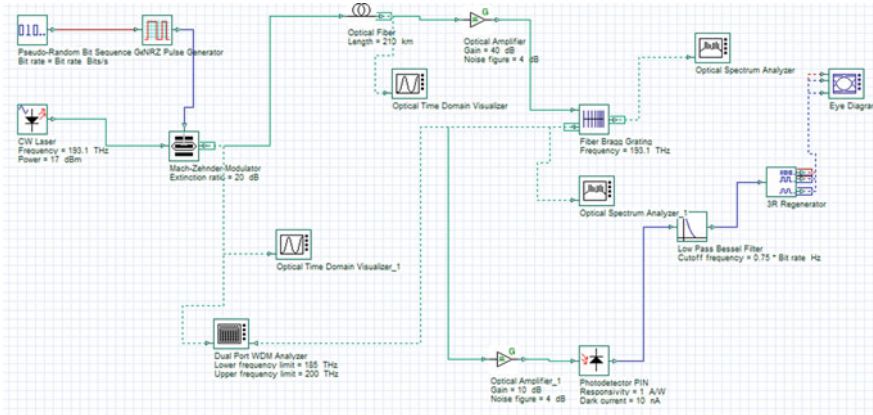 010..
Pseudo-Random Bit Sequence Ge
NRZ Pulse Generator
Bit rate = Bit rate Bits/s
CW Laser
Frequency = 193.1 THz
Power = 17 dBm
Mach-Zehnder-Modulator
Extinction ratio = 20 dB
Optical Fiber
Length = 210 km
G
Optical Amplifier
Gain = 40 dB
Noise figure = 4 dB
Optical Time Domain Visualizer
Optical Spectrum Analyzer
Fiber Bragg Grating
Frequency = 193.1 THz
Eye Diagra
3R Regenerator
Optical Spectrum Analyzer_1
Low Pass Bessel Filter
Cutoff frequency = 0.75 * Bit rate Hz
Optical Time Domain Visualizer_1
Dual Port WDM Analyzer
Lower frequency limit = 185 THz
Upper frequency limit = 200 THz
G
Optical Amplifier_1
Gain = 10 dB
Noise figure = 4 dB
Photodetector PIN
Responsivity = 1 A/W
Dark current = 10 nA